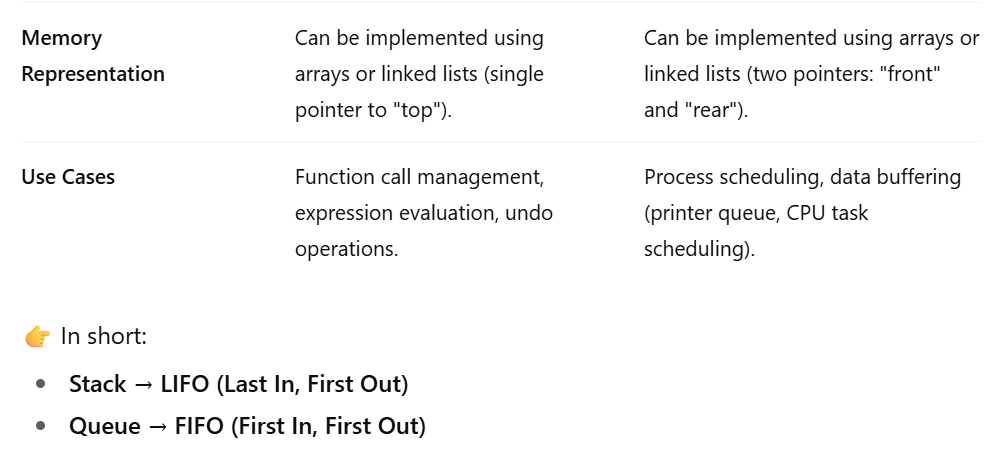 Memory
Representation
Can be implemented using
arrays or linked lists (single
pointer to "top").
Can be implemented using arrays or
linked lists (two pointers: "front"
and "rear").
Use Cases
Function call management,
expression evaluation, undo
operations.
Process scheduling, data buffering
(printer queue, CPU task
scheduling).
👉 In short:
• Stack → LIFO (Last In, First Out)
• Queue → FIFO (First In, First Out)